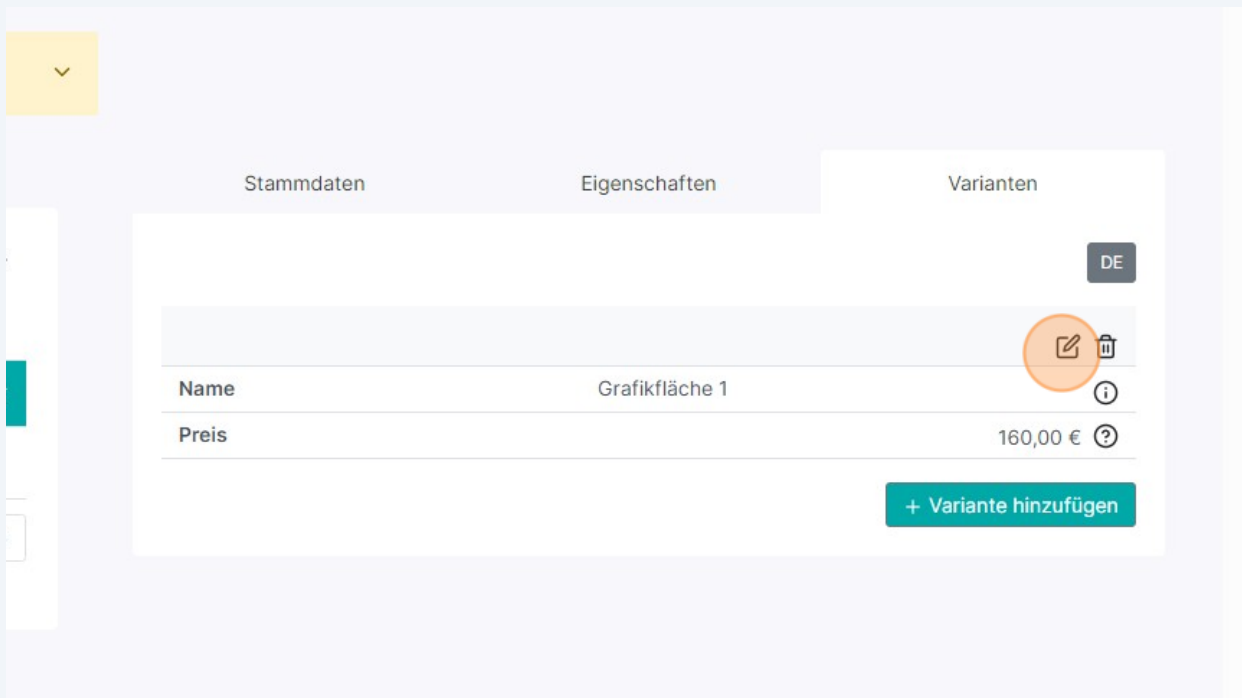 Stammdaten Eigenschaften Varianten
DE
Name Grafikfläche 1
Preis 160,00 €
+ Variante hinzufügen